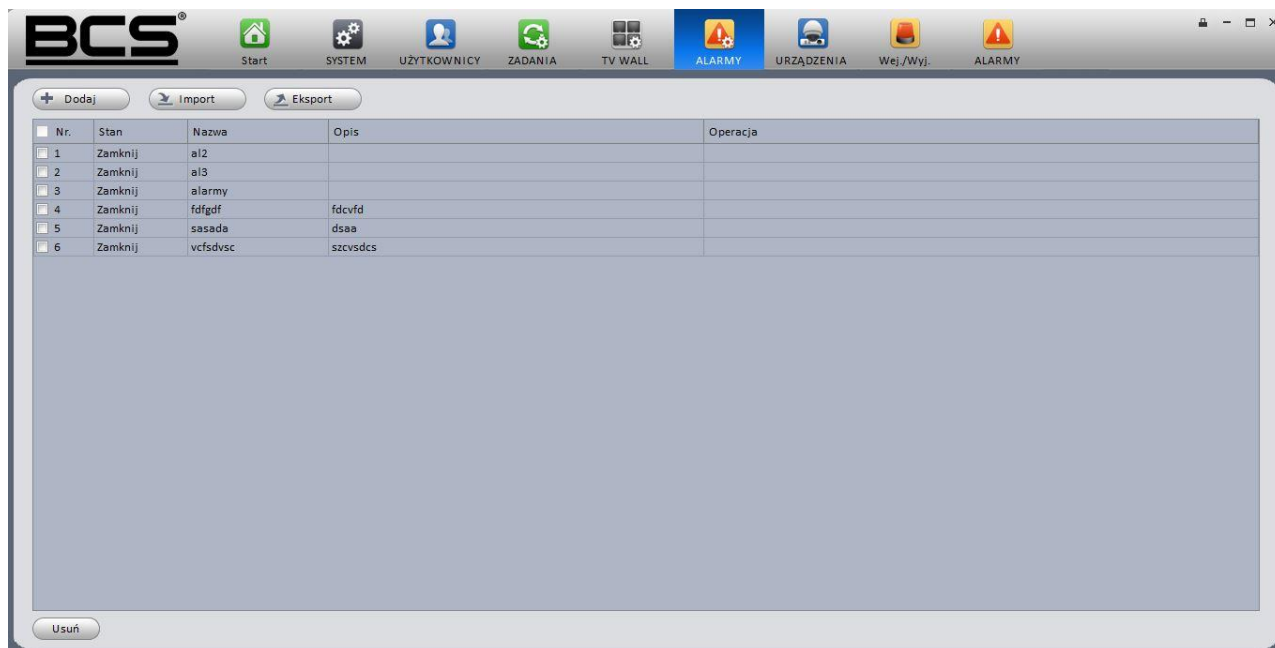 BCS®
Start SYSTEM UŻYTKOWNICY ZADANIA TV WALL ALARMY URZĄDZENIA Wej./Wyj. ALARMY
Dodaj Import Eksport
Nr. Stan Nazwa Opis Operacja
1 Zamknij al2
2 Zamknij al3
3 Zamknij alarmy
4 Zamknij fdfgdf fdcvfd
5 Zamknij sasada dsaa
6 Zamknij vcfsdvsc szcvsdcs
Usuń